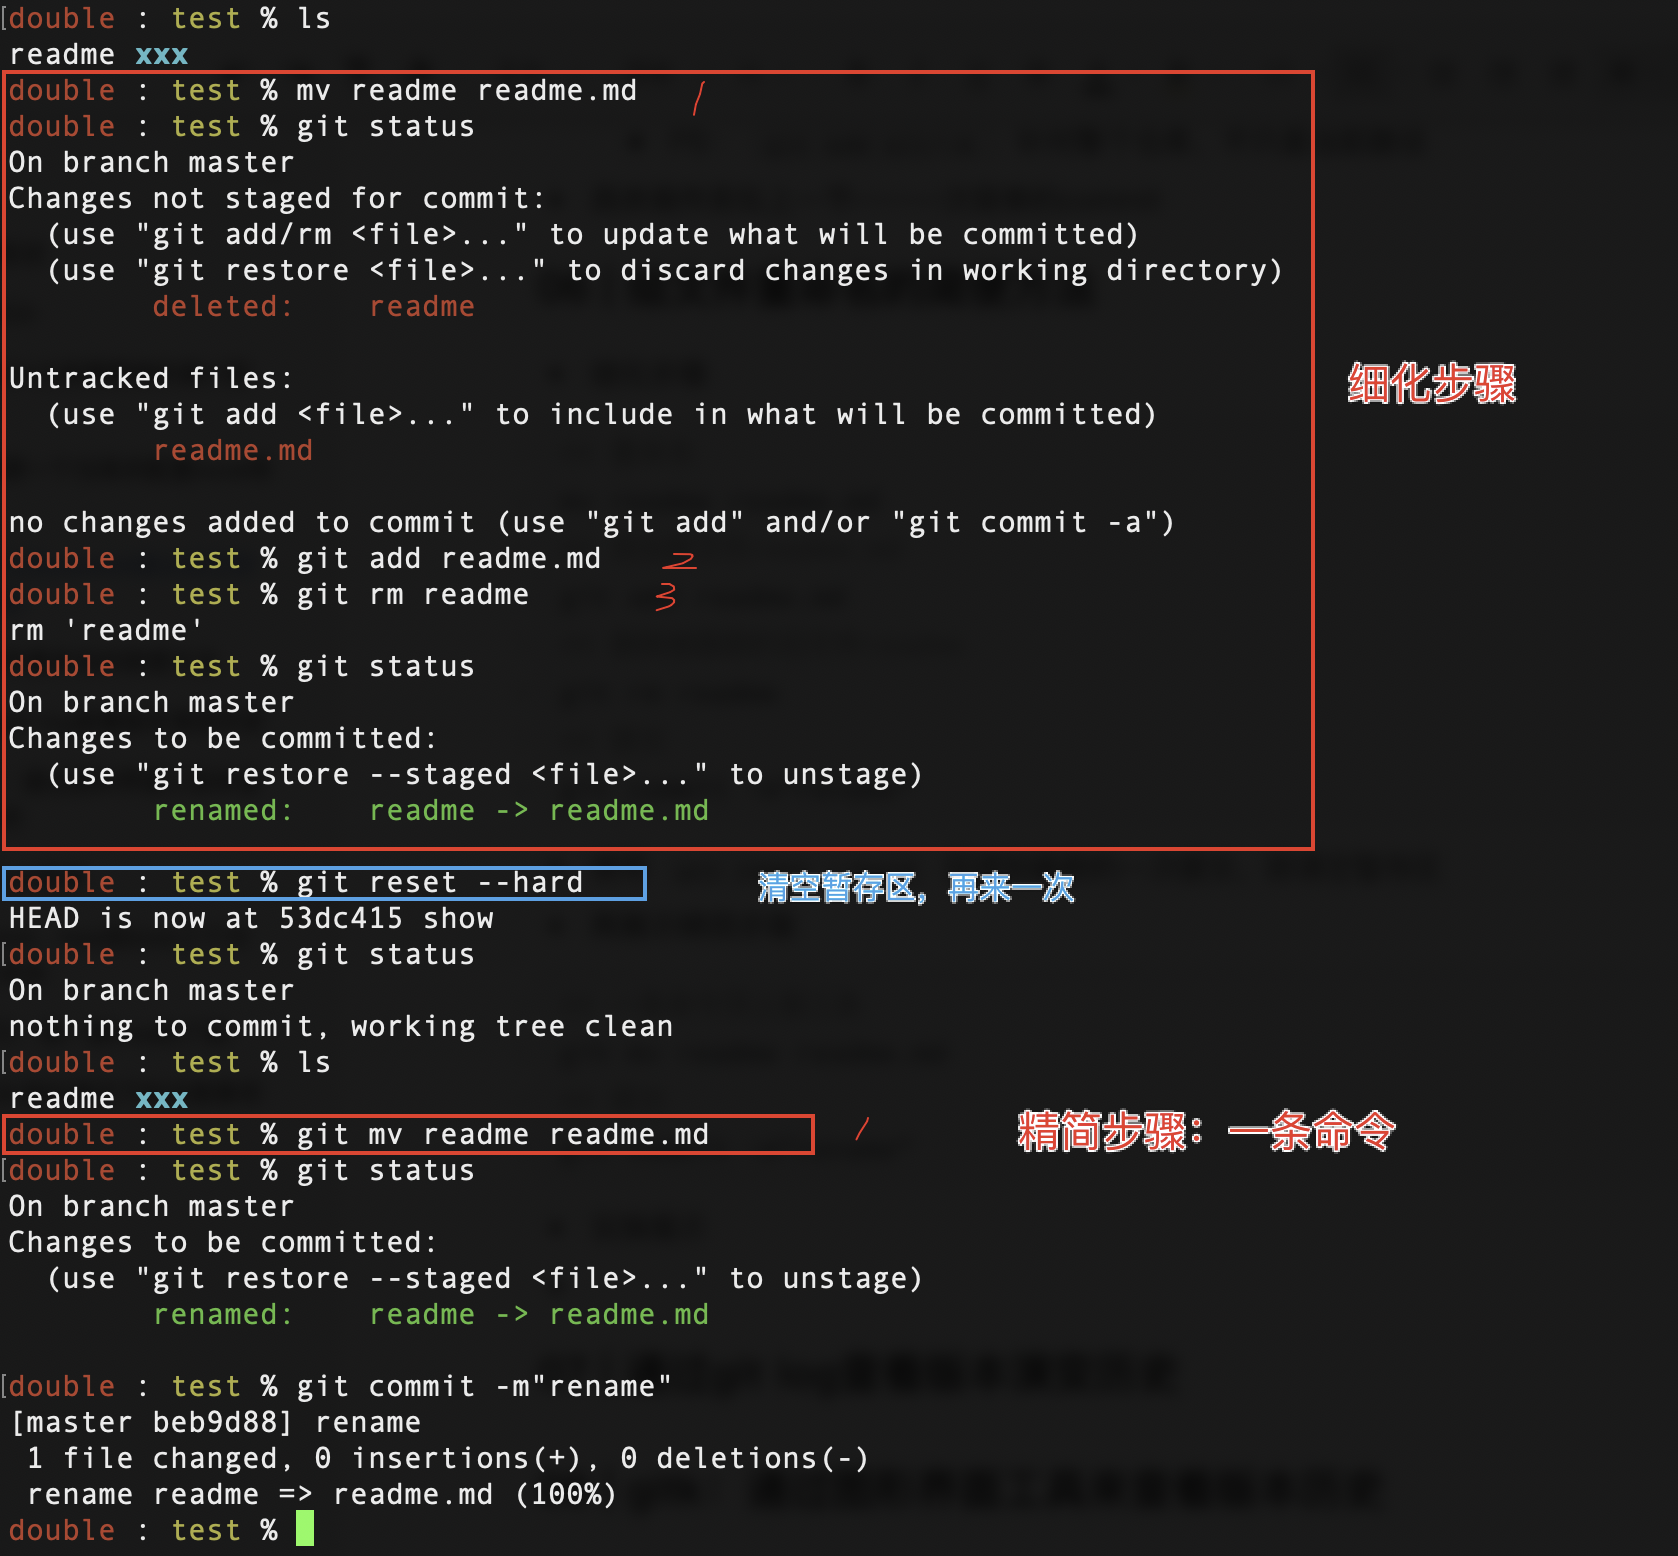 double : test % ls
readme xxx
double : test % mv readme readme.md 1
double : test % git status
On branch master
Changes not staged for commit:
  (use "git add/rm <file>..." to update what will be committed)
  (use "git restore <file>..." to discard changes in working directory)
        deleted:    readme
细化步骤
Untracked files:
  (use "git add <file>..." to include in what will be committed)
        readme.md
no changes added to commit (use "git add" and/or "git commit -a")
double : test % git add readme.md 2
double : test % git rm readme 3
rm 'readme'
double : test % git status
On branch master
Changes to be committed:
  (use "git restore --staged <file>..." to unstage)
        renamed:    readme -> readme.md
double : test % git reset --hard 清空暂存区，再来一次
HEAD is now at 53dc415 show
double : test % git status
On branch master
nothing to commit, working tree clean
double : test % ls
readme xxx
double : test % git mv readme readme.md 1 精简步骤：一条命令
double : test % git status
On branch master
Changes to be committed:
  (use "git restore --staged <file>..." to unstage)
        renamed:    readme -> readme.md
double : test % git commit -m"rename"
[master beb9d88] rename
 1 file changed, 0 insertions(+), 0 deletions(-)
 rename readme => readme.md (100%)
double : test %